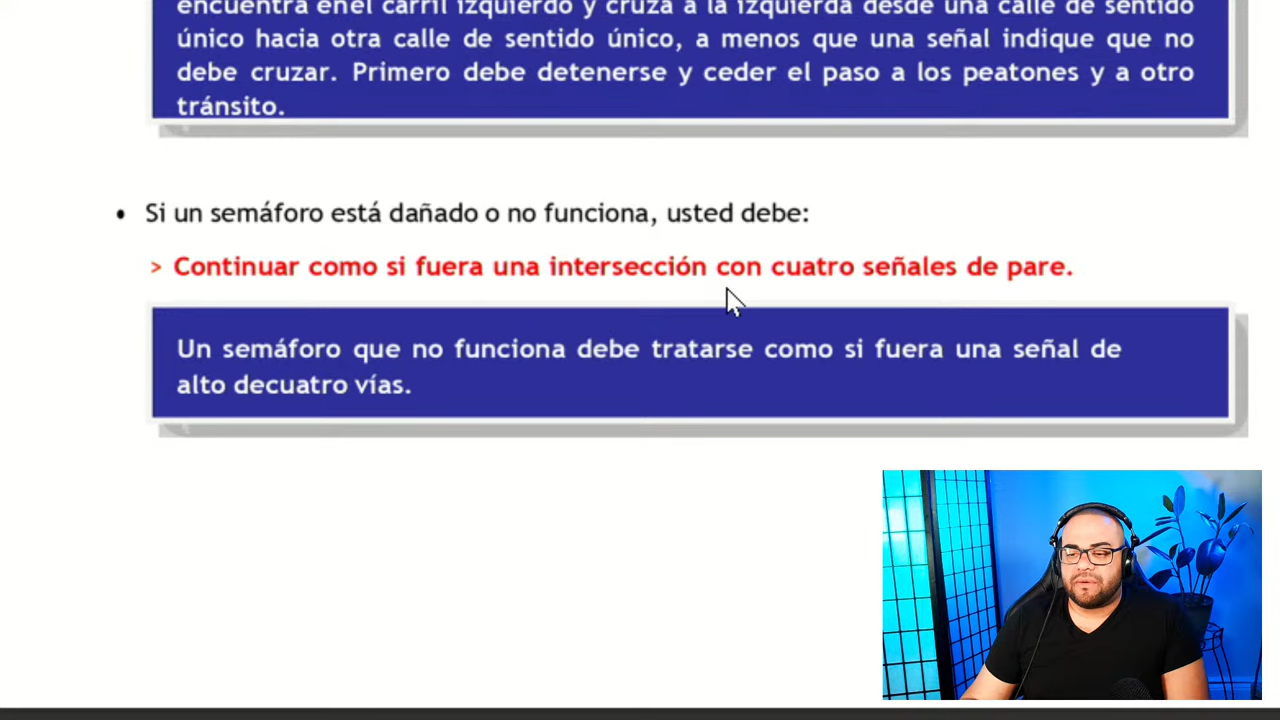 encuentra enel carril izquierdo y cruza a la izquierda desde una calle de sentido
único hacia otra calle de sentido único, a menos que una señal indique que no
debe cruzar. Primero debe detenerse y ceder el paso a los peatones y a otro
tránsito.
• Si un semáforo está dañado o no funciona, usted debe:
> Continuar como si fuera una intersección con cuatro señales de pare.
Un semáforo que no funciona debe tratarse como si fuera una señal de
alto decuatro vías.